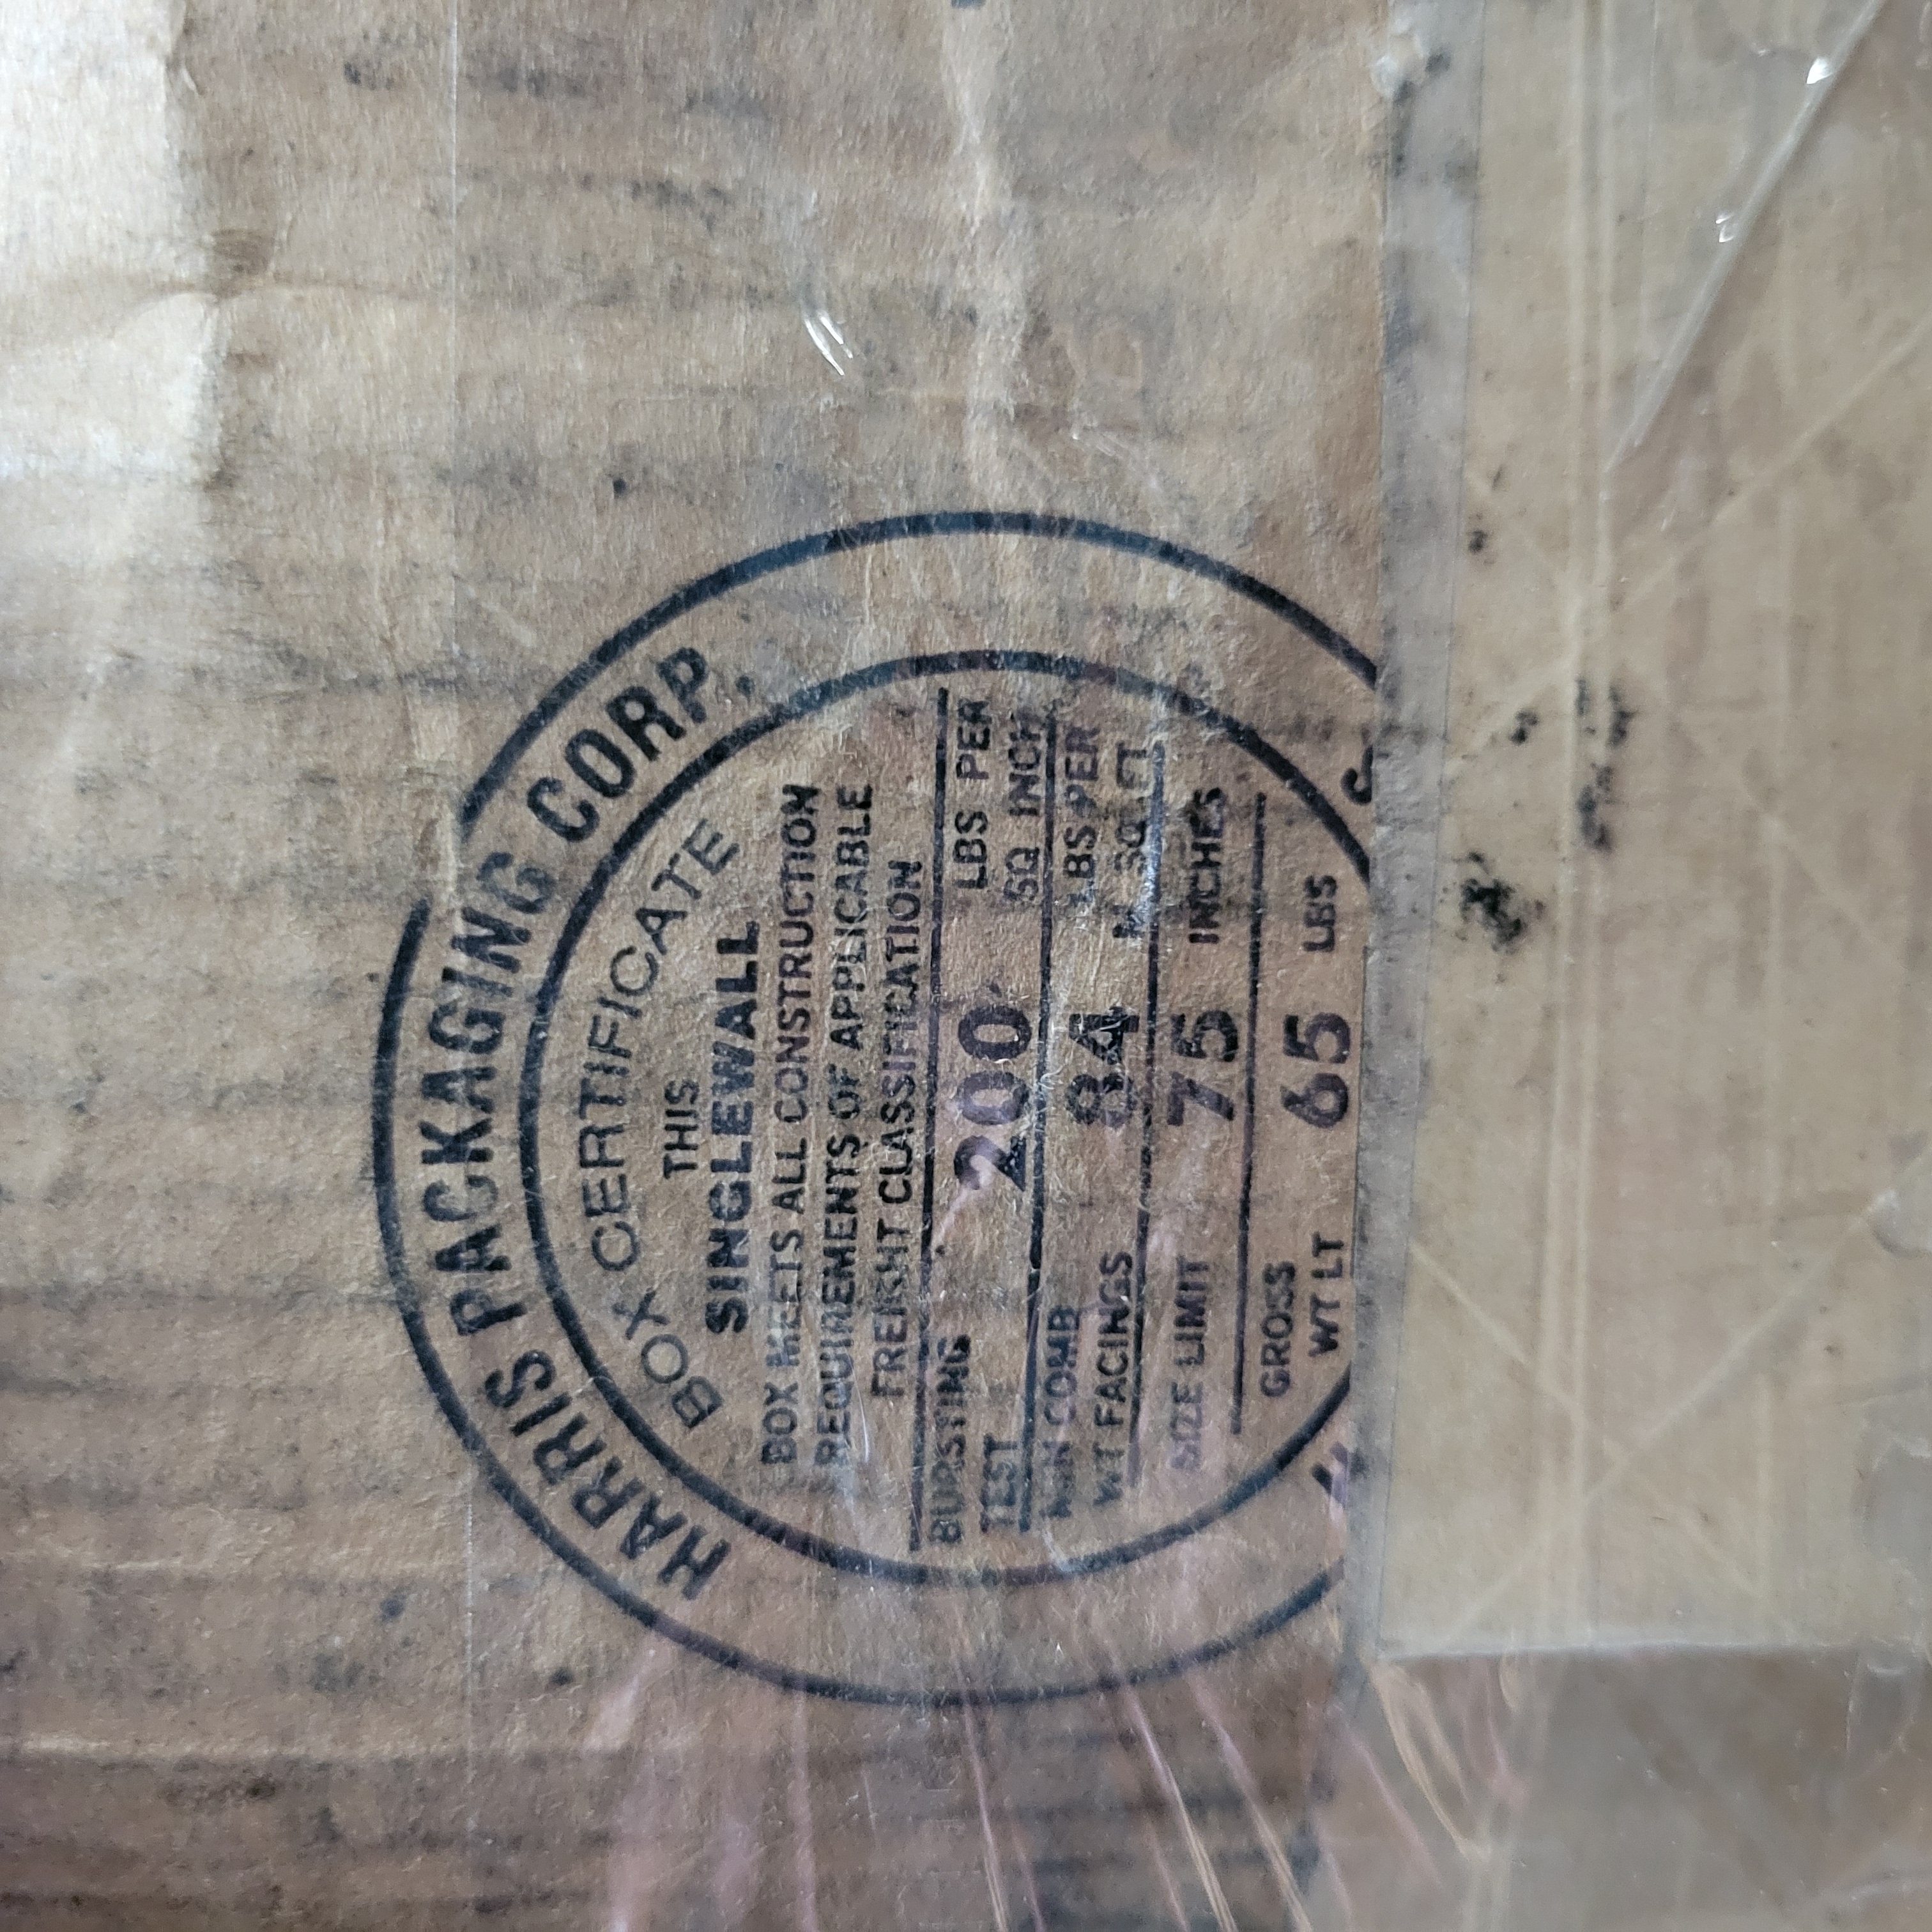 HARRIS PACKAGING CORP.
BOX CERTIFICATE
THIS
SINGLEWALL
BOX MEETS ALL CONSTRUCTION
REQUIREMENTS OF APPLICABLE
FREIGHT CLASSIFICATION
BURSTING TEST 200 LBS PER SQ INCH
MIN COMB WT FACINGS 84 LBS PER M SQ FT
SIZE LIMIT 75 INCHES
GROSS WT LT 65 LBS